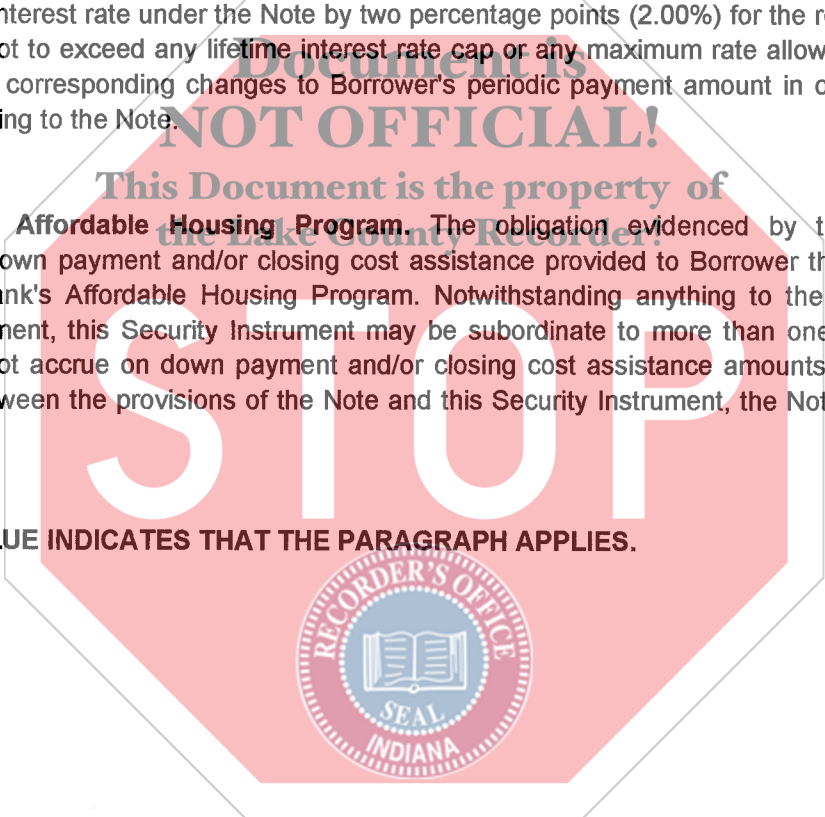 nterest rate under the Note by two percentage points (2.00%) for the r
ot to exceed any lifetime interest rate cap or any maximum rate allow
corresponding changes to Borrower's periodic payment amount in o
ing to the Note.
Document is
NOT OFFICIAL!
This Document is the property of
the Lake County Recorder!
Affordable Housing Program. The obligation evidenced by t
own payment and/or closing cost assistance provided to Borrower th
ank's Affordable Housing Program. Notwithstanding anything to the
ment, this Security Instrument may be subordinate to more than one
ot accrue on down payment and/or closing cost assistance amounts
ween the provisions of the Note and this Security Instrument, the Not
STOP
LUE INDICATES THAT THE PARAGRAPH APPLIES.
RECORDER'S OFFICE
SEAL
INDIANA